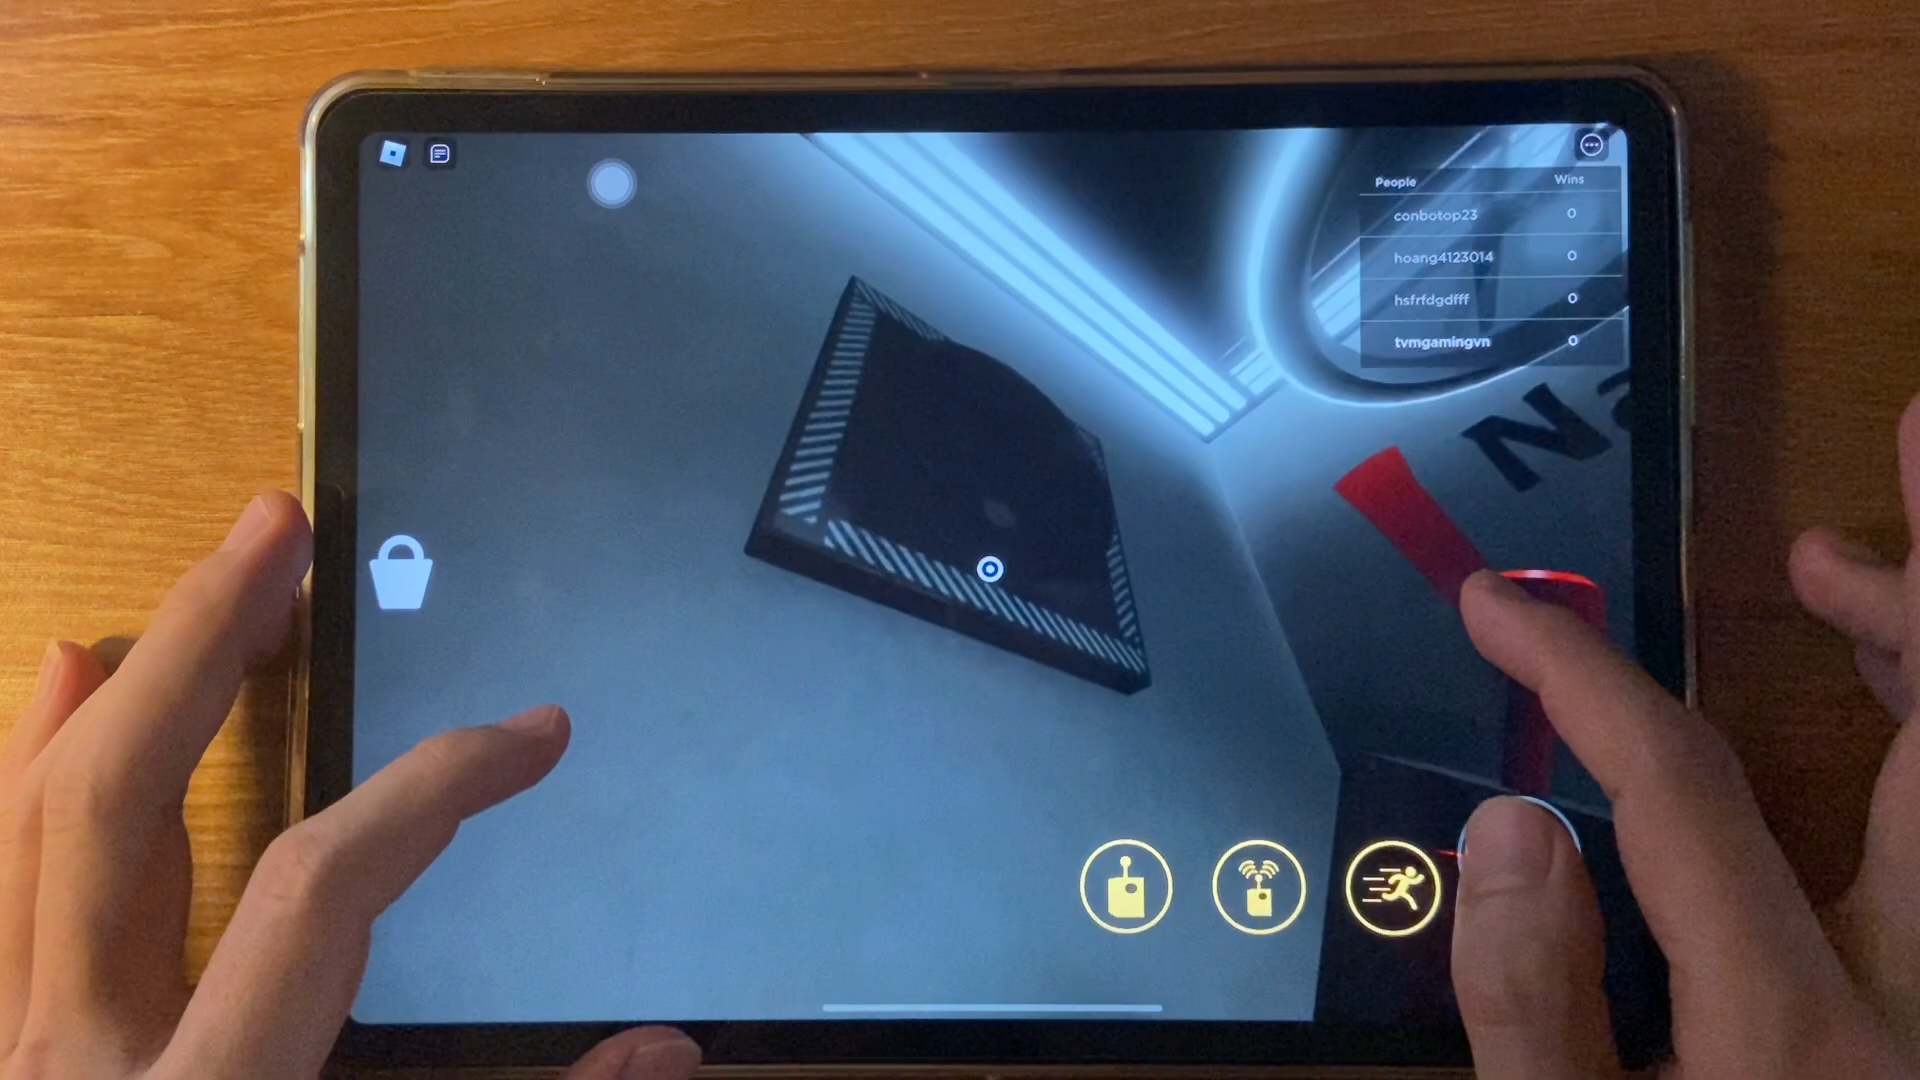 People Wins
conbotop23 0
hoang4123014 0
hsfrfdgdfff 0
tvmgamingvn 0